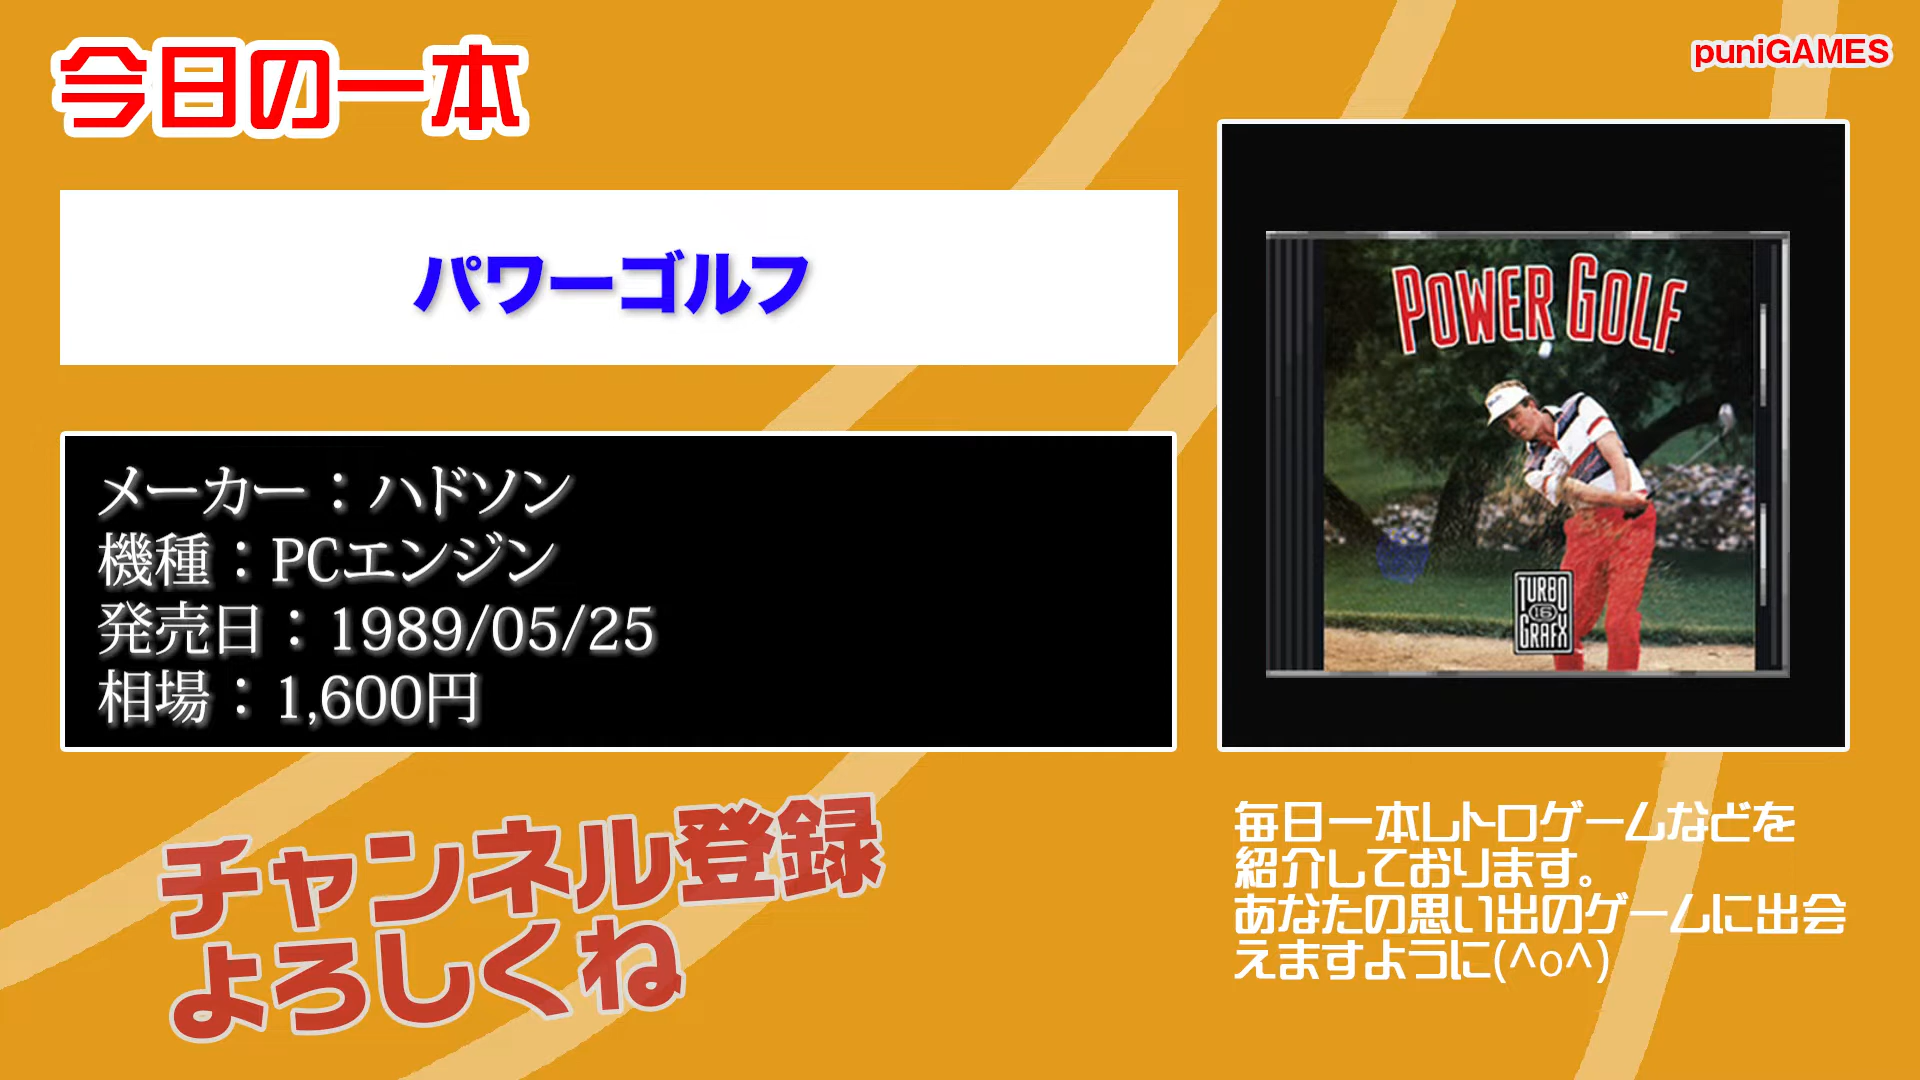 今日の一本
puniGAMES
パワーゴルフ
メーカー：ハドソン
機種：PCエンジン
発売日：1989/05/25
相場：1,600円
POWER GOLF
TURBO
16
GRAFX
チャンネル登録
よろしくね
毎日一本レトロゲームなどを
紹介しております。
あなたの思い出のゲームに出会
えますように(^o^)